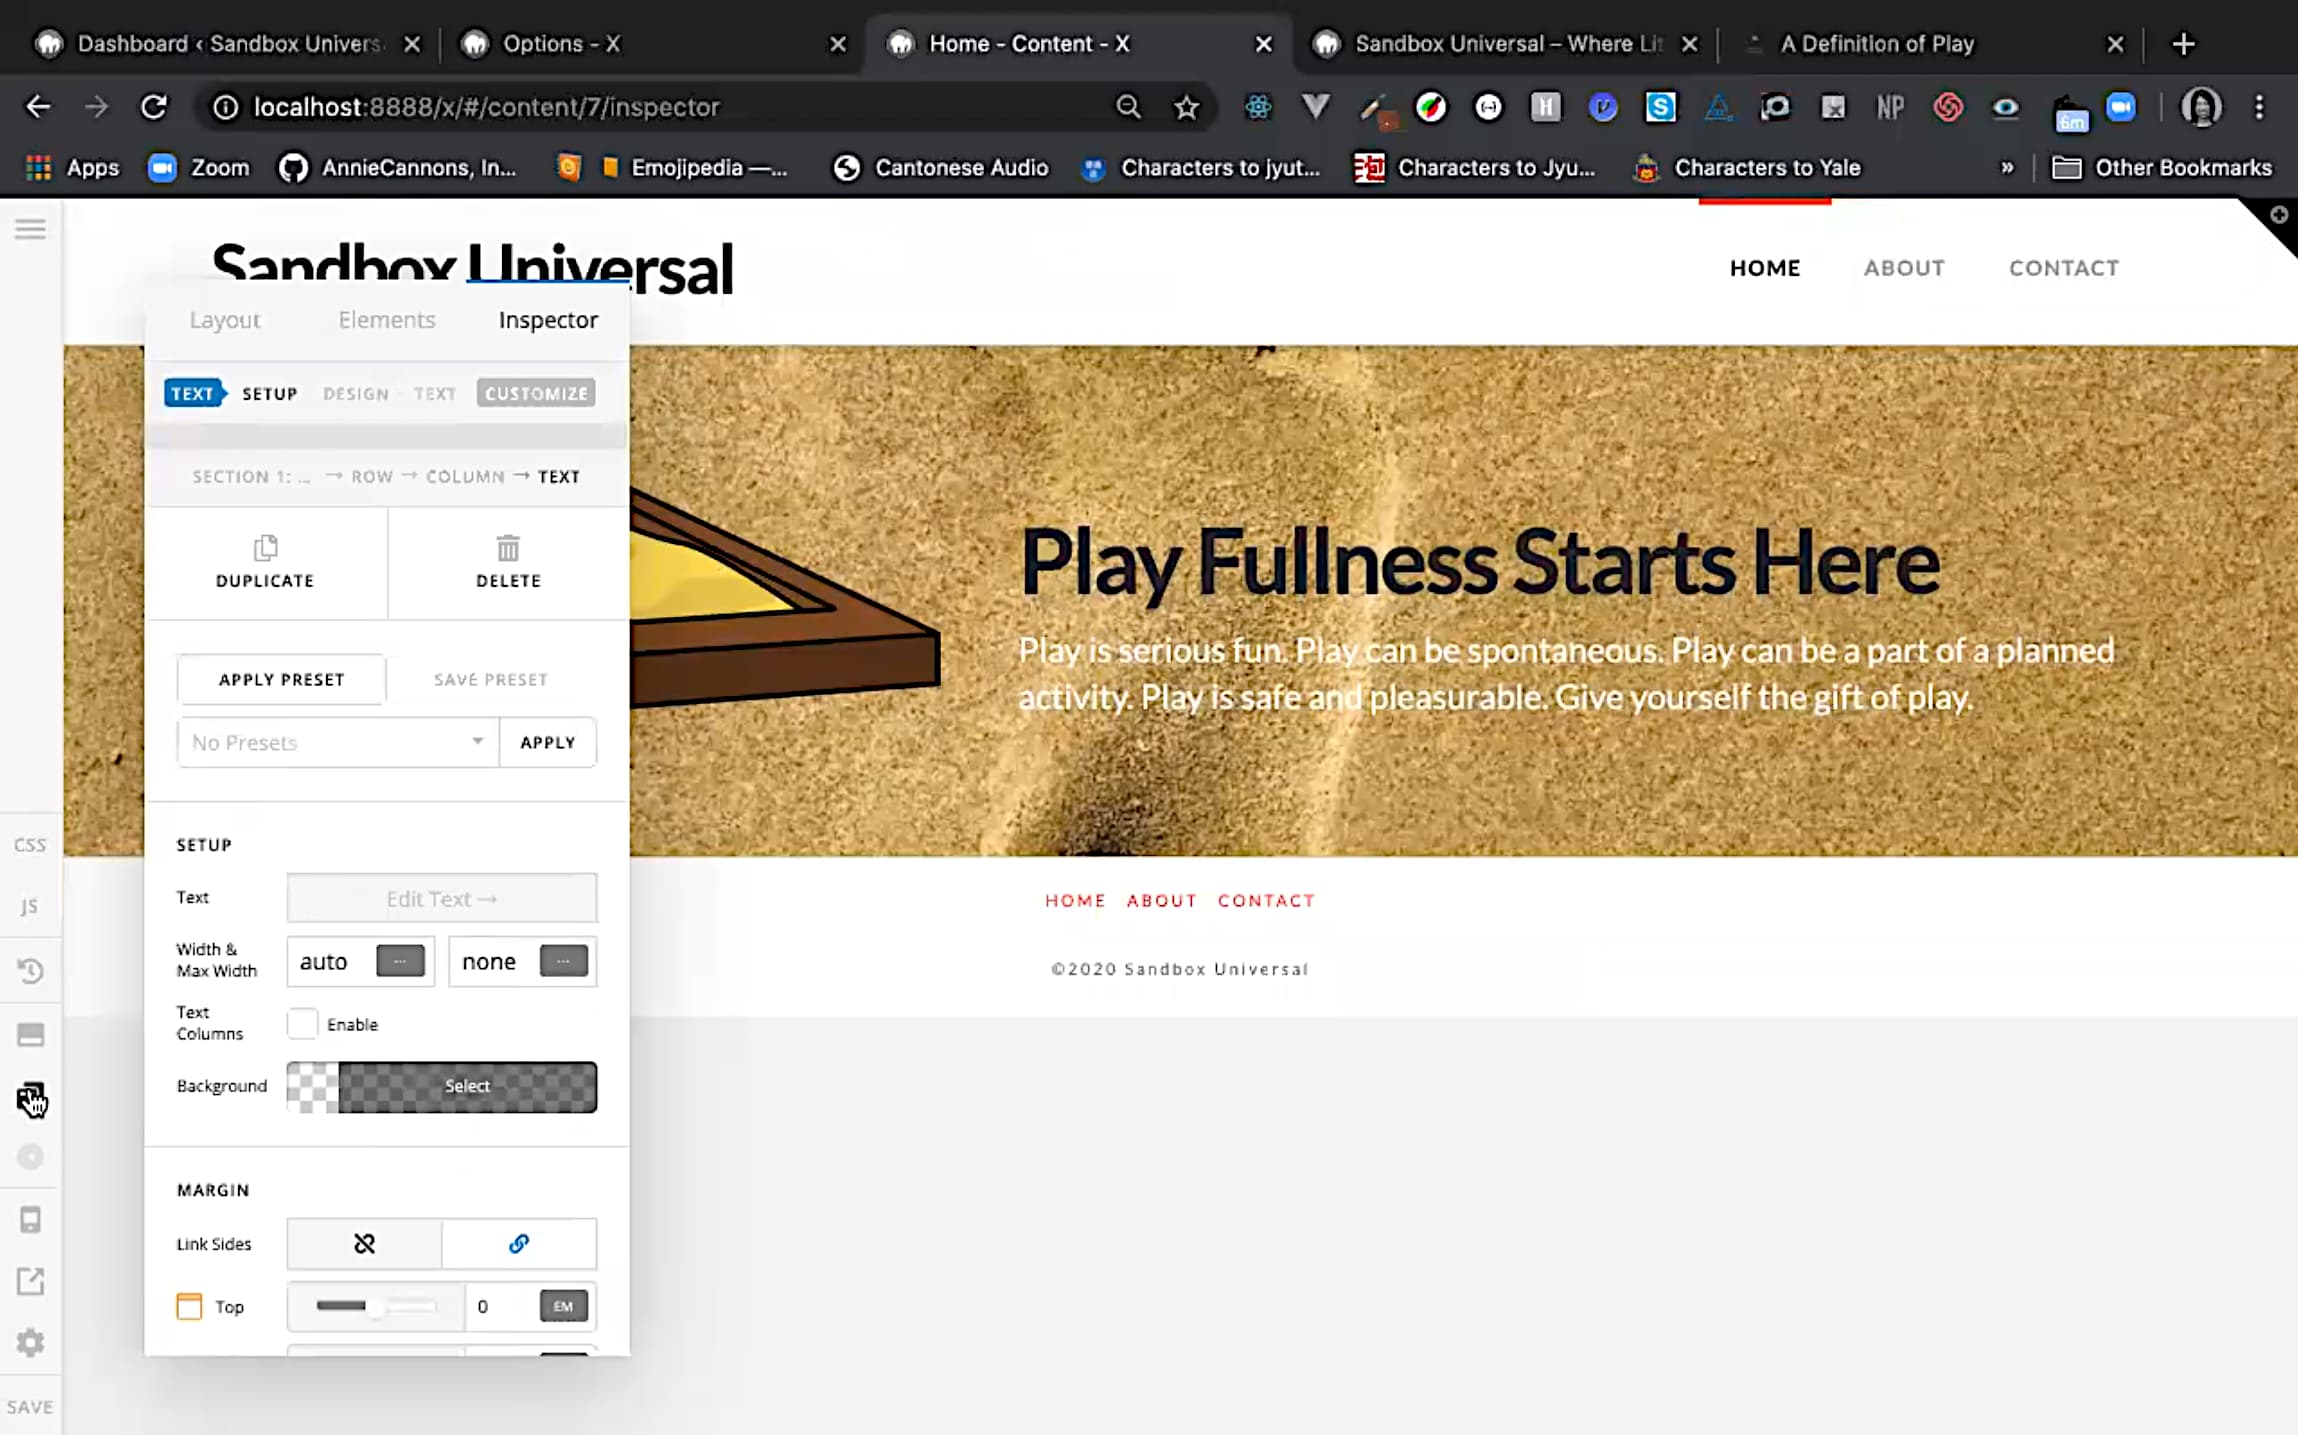 Dashboard ‹ Sandbox Univers
Options - X
Home - Content - X
Sandbox Universal – Where Lit
A Definition of Play
localhost:8888/x/#/content/7/inspector
NP
6m
Apps
Zoom
AnnieCannons, In...
Emojipedia —...
Cantonese Audio
Characters to jyut...
Characters to Jyu...
Characters to Yale
»
Other Bookmarks
Sandbox Universal
HOME
ABOUT
CONTACT
Layout
Elements
Inspector
TEXT
SETUP
DESIGN
TEXT
CUSTOMIZE
SECTION 1: ... → ROW → COLUMN → TEXT
DUPLICATE
DELETE
APPLY PRESET
SAVE PRESET
No Presets
APPLY
SETUP
Text
Edit Text →
Width &
Max Width
auto
...
none
...
Text
Columns
Enable
Background
Select
MARGIN
Link Sides
Top
0
EM
CSS
JS
SAVE
Play Fullness Starts Here
Play is serious fun. Play can be spontaneous. Play can be a part of a planned
activity. Play is safe and pleasurable. Give yourself the gift of play.
HOME ABOUT CONTACT
©2020 Sandbox Universal